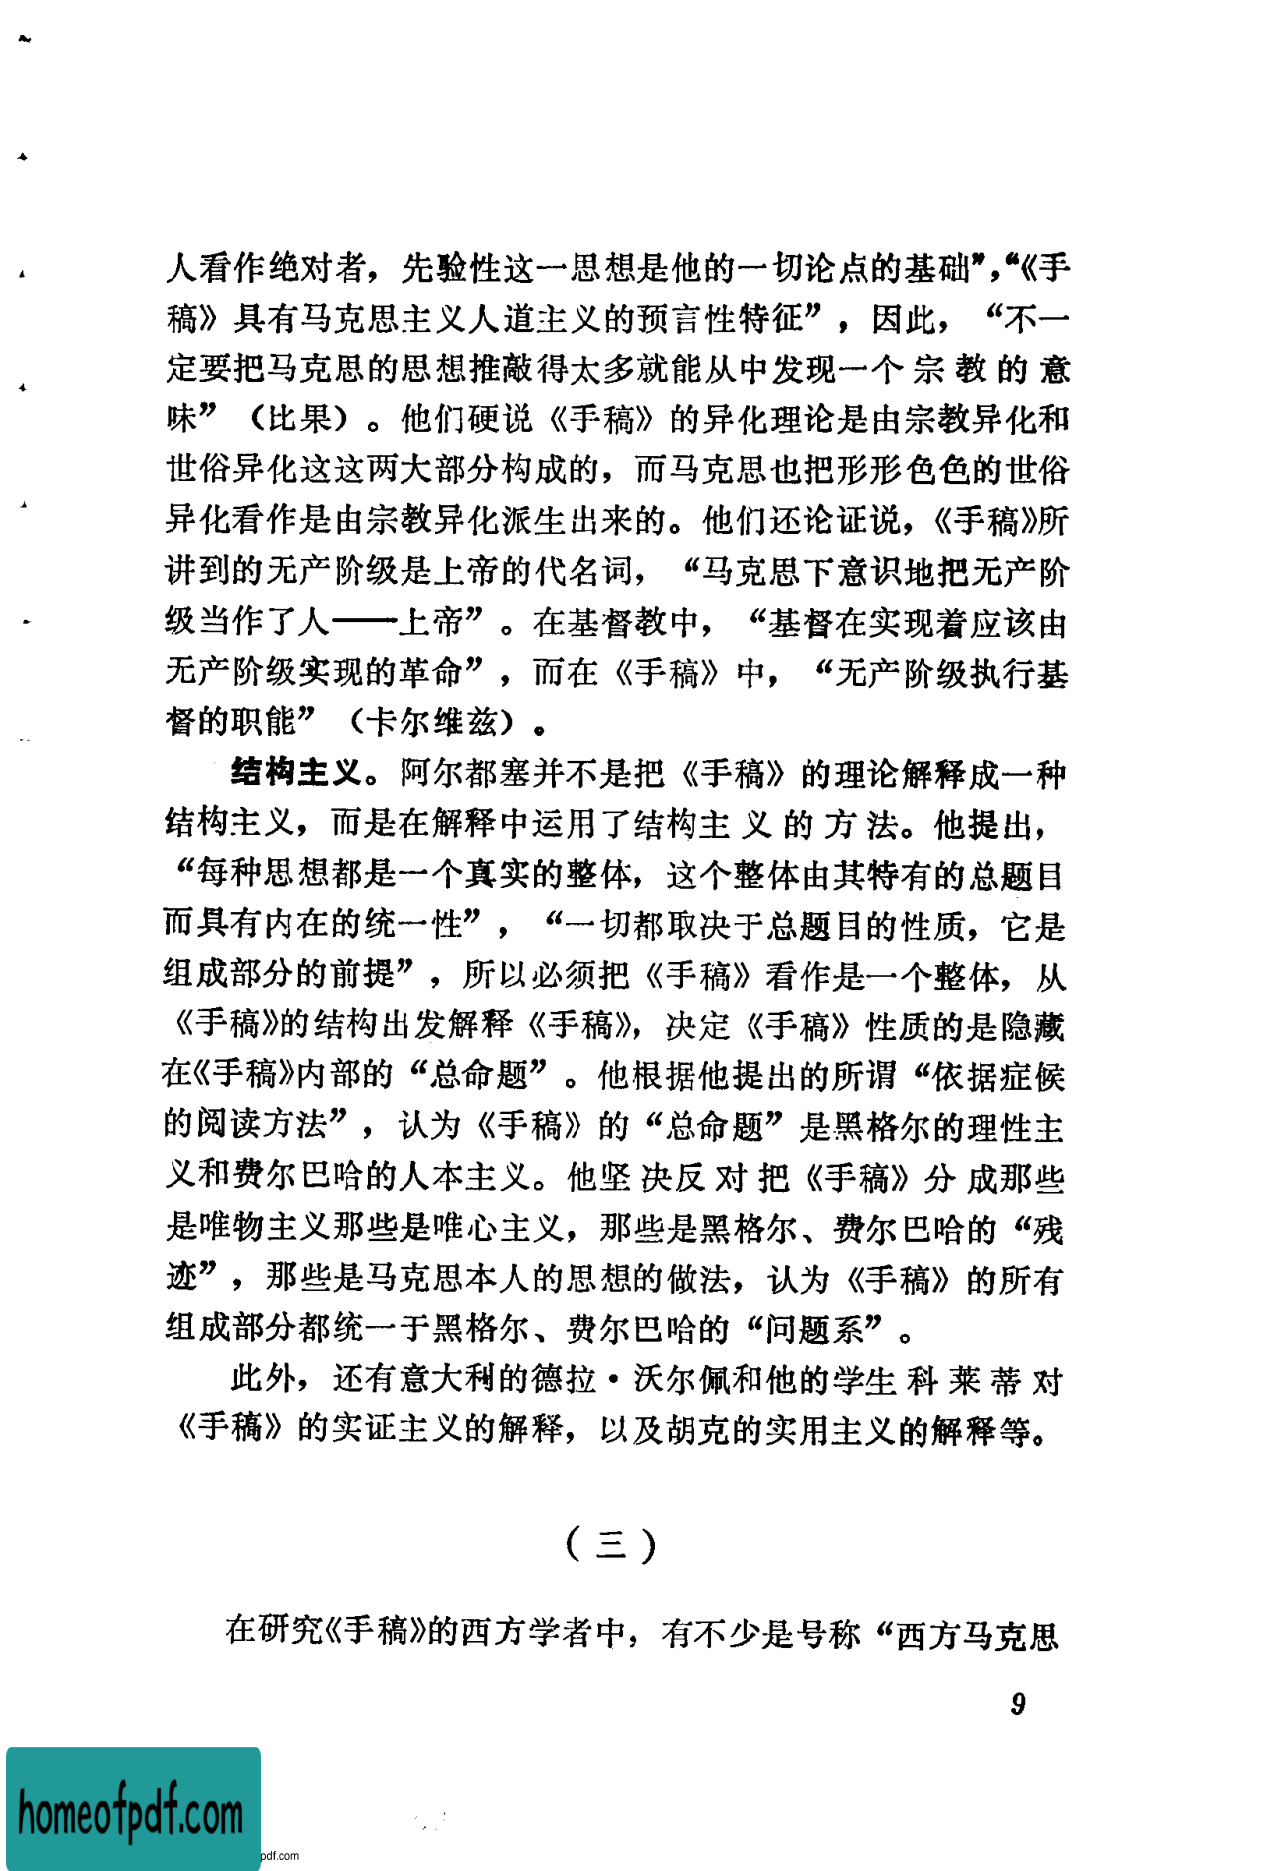 人看作绝对者，先验性这一思想是他的一切论点的基础”，“《手
稿》具有马克思主义人道主义的预言性特征”，因此，“不一
定要把马克思的思想推敲得太多就能从中发现一个宗教的意
味”（比果）。他们硬说《手稿》的异化理论是由宗教异化和
世俗异化这这两大部分构成的，而马克思也把形形色色的世俗
异化看作是由宗教异化派生出来的。他们还论证说，《手稿》所
讲到的无产阶级是上帝的代名词，“马克思下意识地把无产阶
级当作了人——上帝”。在基督教中，“基督在实现着应该由
无产阶级实现的革命”，而在《手稿》中，“无产阶级执行基
督的职能”（卡尔维兹）。
结构主义。阿尔都塞并不是把《手稿》的理论解释成一种
结构主义，而是在解释中运用了结构主义的方法。他提出，
“每种思想都是一个真实的整体，这个整体由其特有的总题目
而具有内在的统一性”，“一切都取决于总题目的性质，它是
组成部分的前提”，所以必须把《手稿》看作是一个整体，从
《手稿》的结构出发解释《手稿》，决定《手稿》性质的是隐藏
在《手稿》内部的“总命题”。他根据他提出的所谓“依据症候
的阅读方法”，认为《手稿》的“总命题”是黑格尔的理性主
义和费尔巴哈的人本主义。他坚决反对把《手稿》分成那些
是唯物主义那些是唯心主义，那些是黑格尔、费尔巴哈的“残
迹”，那些是马克思本人的思想的做法，认为《手稿》的所有
组成部分都统一于黑格尔、费尔巴哈的“问题系”。
此外，还有意大利的德拉·沃尔佩和他的学生科莱蒂对
《手稿》的实证主义的解释，以及胡克的实用主义的解释等。
（三）
在研究《手稿》的西方学者中，有不少是号称“西方马克思
9
homeofpdf.com
pdf.com